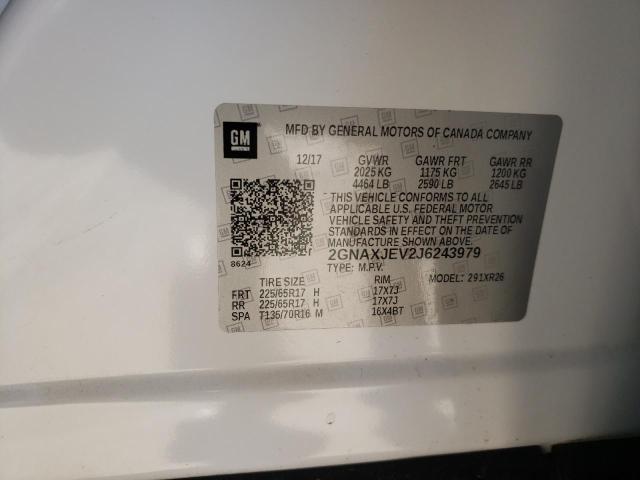 GM
MFD BY GENERAL MOTORS OF CANADA COMPANY
12/17 GVWR GAWR FRT GAWR RR
2025 KG 1175 KG 1200 KG
4464 LB 2590 LB 2645 LB
THIS VEHICLE CONFORMS TO ALL
APPLICABLE U.S. FEDERAL MOTOR
VEHICLE SAFETY AND THEFT PREVENTION
STANDARDS IN EFFECT ON THE DATE OF
MANUFACTURE SHOWN ABOVE.
2GNAXJEV2J6243979
8624
TYPE: M.P.V. MODEL: 291XR26
TIRE SIZE RIM
FRT 225/65R17 H 17X7J
RR 225/65R17 H 17X7J
SPA T135/70R16 M 16X4BT